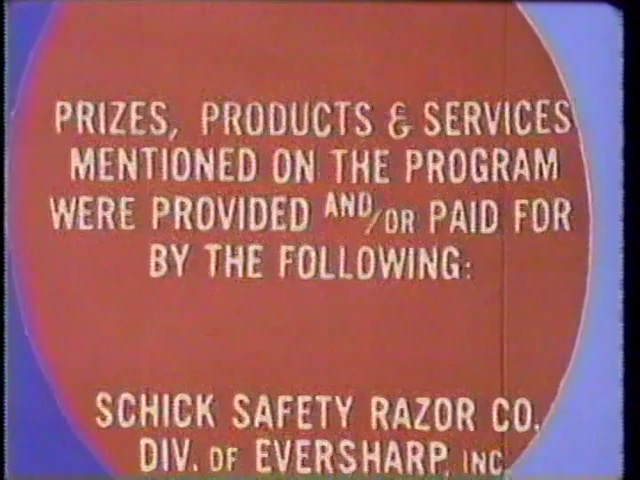 PRIZES, PRODUCTS & SERVICES
MENTIONED ON THE PROGRAM
WERE PROVIDED AND/OR PAID FOR
BY THE FOLLOWING:
SCHICK SAFETY RAZOR CO.
DIV. OF EVERSHARP, INC.